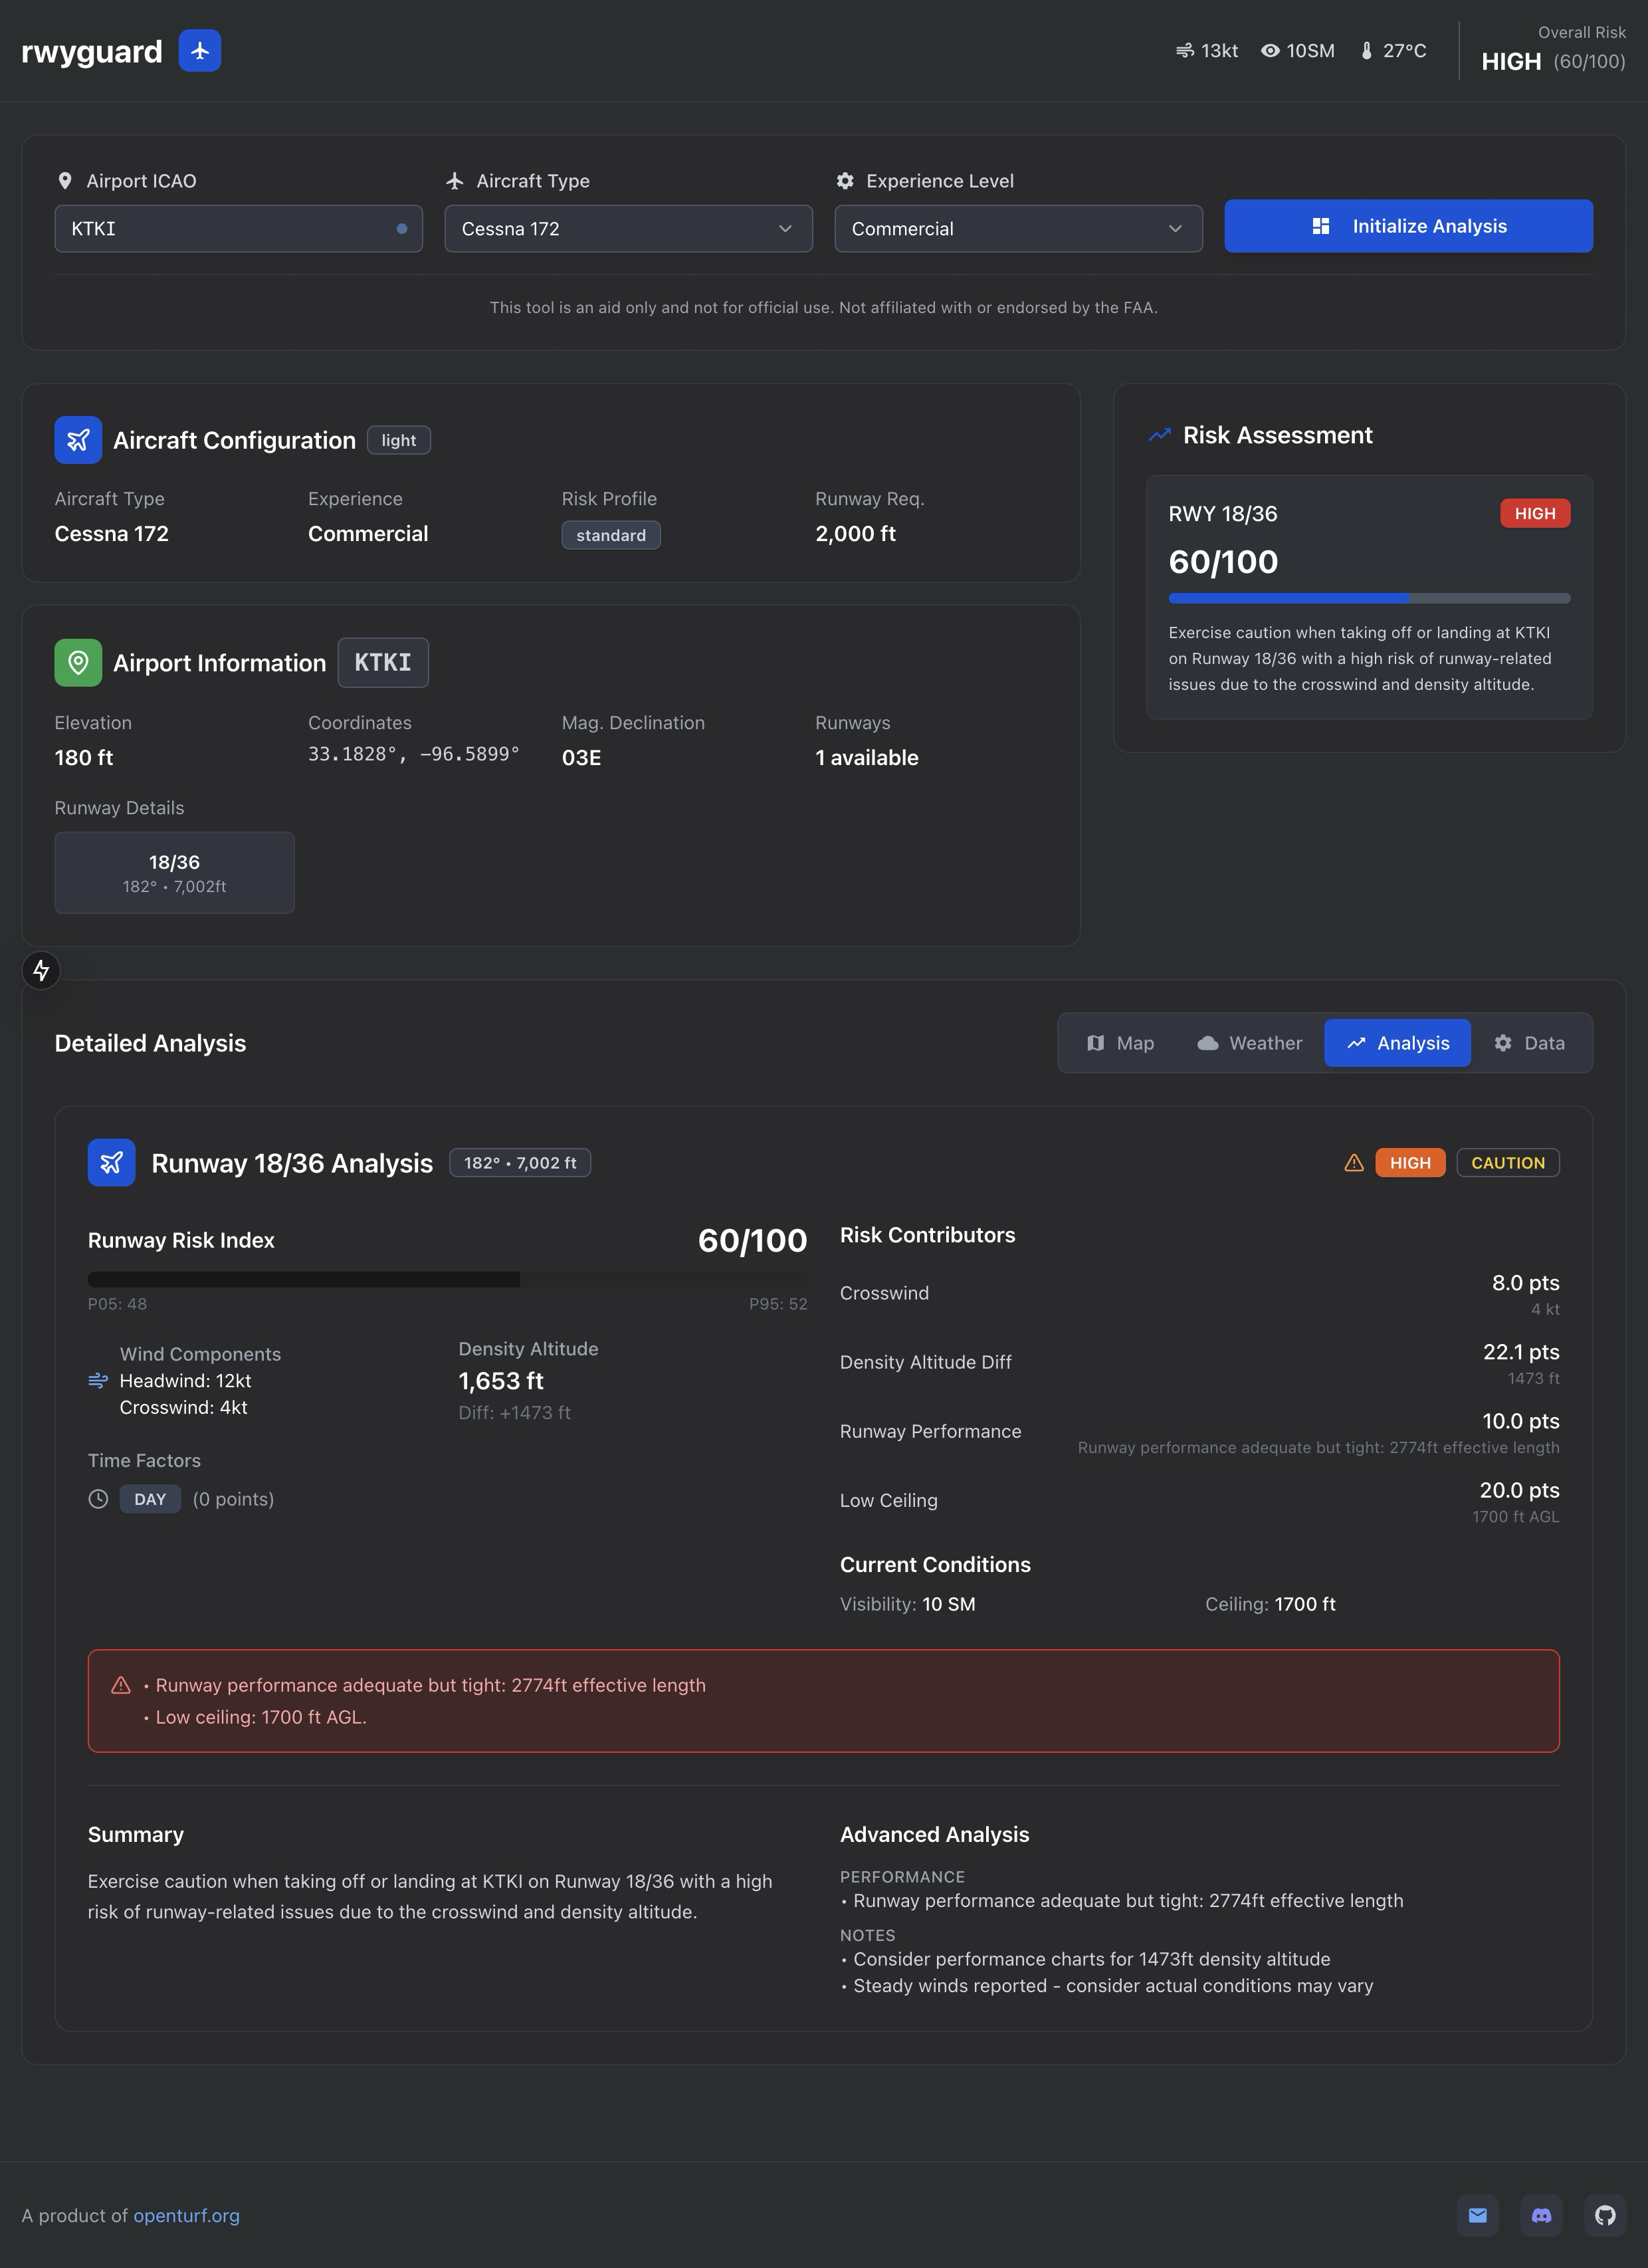 rwyguard
13kt 10SM 27°C
Overall Risk
HIGH (60/100)
Airport ICAO
KTKI
Aircraft Type
Cessna 172
Experience Level
Commercial
Initialize Analysis
This tool is an aid only and not for official use. Not affiliated with or endorsed by the FAA.
Aircraft Configuration light
Aircraft Type
Cessna 172
Experience
Commercial
Risk Profile
standard
Runway Req.
2,000 ft
Risk Assessment
RWY 18/36 HIGH
60/100
Exercise caution when taking off or landing at KTKI
on Runway 18/36 with a high risk of runway-related
issues due to the crosswind and density altitude.
Airport Information KTKI
Elevation
180 ft
Coordinates
33.1828°, −96.5899°
Mag. Declination
03E
Runways
1 available
Runway Details
18/36
182° • 7,002ft
Detailed Analysis
Map Weather Analysis Data
Runway 18/36 Analysis 182° • 7,002 ft
HIGH CAUTION
Runway Risk Index 60/100
P05: 48 P95: 52
Wind Components
Headwind: 12kt
Crosswind: 4kt
Density Altitude
1,653 ft
Diff: +1473 ft
Time Factors
DAY (0 points)
Risk Contributors
Crosswind
8.0 pts
4 kt
Density Altitude Diff
22.1 pts
1473 ft
Runway Performance
10.0 pts
Runway performance adequate but tight: 2774ft effective length
Low Ceiling
20.0 pts
1700 ft AGL
Current Conditions
Visibility: 10 SM Ceiling: 1700 ft
• Runway performance adequate but tight: 2774ft effective length
• Low ceiling: 1700 ft AGL.
Summary
Exercise caution when taking off or landing at KTKI on Runway 18/36 with a high
risk of runway-related issues due to the crosswind and density altitude.
Advanced Analysis
PERFORMANCE
• Runway performance adequate but tight: 2774ft effective length
NOTES
• Consider performance charts for 1473ft density altitude
• Steady winds reported - consider actual conditions may vary
A product of openturf.org